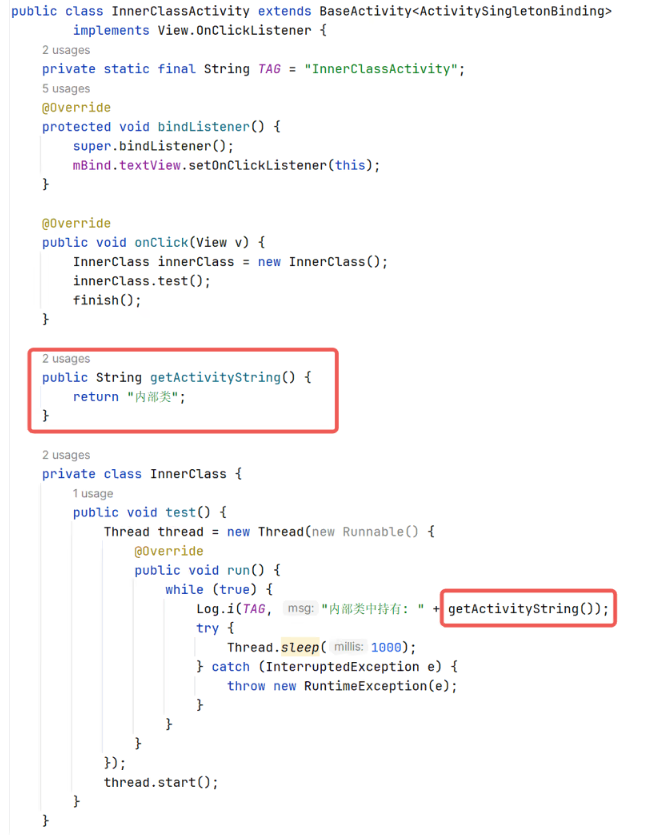 public class InnerClassActivity extends BaseActivity<ActivitySingletonBinding>
        implements View.OnClickListener {
    2 usages
    private static final String TAG = "InnerClassActivity";
    5 usages
    @Override
    protected void bindListener() {
        super.bindListener();
        mBind.textView.setOnClickListener(this);
    }

    @Override
    public void onClick(View v) {
        InnerClass innerClass = new InnerClass();
        innerClass.test();
        finish();
    }

    2 usages
    public String getActivityString() {
        return "内部类";
    }

    2 usages
    private class InnerClass {
        1 usage
        public void test() {
            Thread thread = new Thread(new Runnable() {
                @Override
                public void run() {
                    while (true) {
                        Log.i(TAG, msg: "内部类中持有: " + getActivityString());
                        try {
                            Thread.sleep( millis: 1000);
                        } catch (InterruptedException e) {
                            throw new RuntimeException(e);
                        }
                    }
                }
            });
            thread.start();
        }
    }